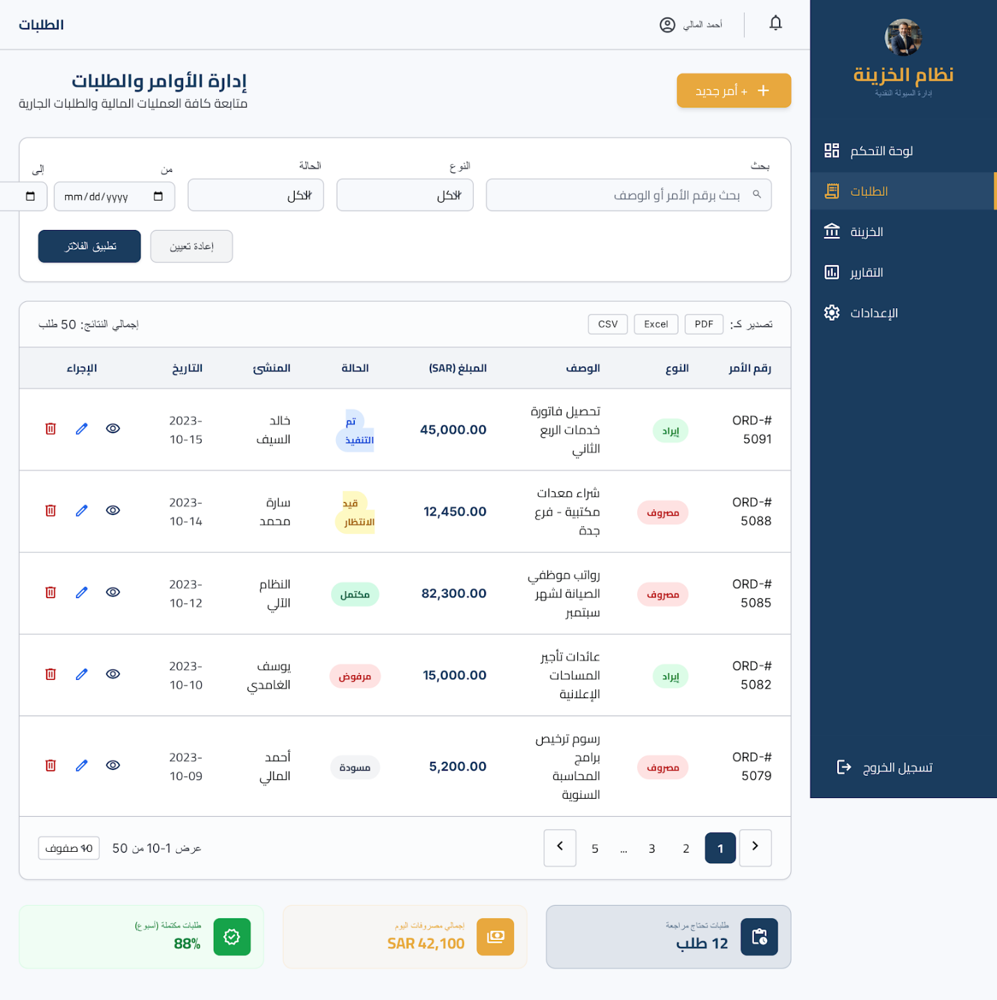 نظام الخزينة
إدارة السيولة النقدية
لوحة التحكم
الطلبات
الخزينة
التقارير
الإعدادات
تسجيل الخروج
أحمد المالي
الطلبات
إدارة الأوامر والطلبات
متابعة كافة العمليات المالية والطلبات الجارية
+ أمر جديد
بحث
بحث برقم الأمر أو الوصف
النوع
الكل
الحالة
الكل
من
mm/dd/yyyy
إلى
إعادة تعيين
تطبيق الفلاتر
تصدير كـ:
PDF
Excel
CSV
إجمالي النتائج: 50 طلب
رقم الأمر
النوع
الوصف
المبلغ (SAR)
الحالة
المنشئ
التاريخ
الإجراء
#ORD-
5091
إيراد
تحصيل فاتورة
خدمات الربع
الثاني
45,000.00
تم
التنفيذ
خالد
السيف
2023-
10-15
#ORD-
5088
مصروف
شراء معدات
مكتبية - فرع
جدة
12,450.00
قيد
الانتظار
سارة
محمد
2023-
10-14
#ORD-
5085
مصروف
رواتب موظفي
الصيانة لشهر
سبتمبر
82,300.00
مكتمل
النظام
الآلي
2023-
10-12
#ORD-
5082
إيراد
عائدات تأجير
المساحات
الإعلانية
15,000.00
مرفوض
يوسف
الغامدي
2023-
10-10
#ORD-
5079
مصروف
رسوم ترخيص
برامج
المحاسبة
السنوية
5,200.00
مسودة
أحمد
المالي
2023-
10-09
1
2
3
...
5
عرض 1-10 من 50
10 صفوف
طلبات تحتاج مراجعة
12 طلب
إجمالي مصروفات اليوم
SAR 42,100
طلبات مكتملة (أسبوع)
88%